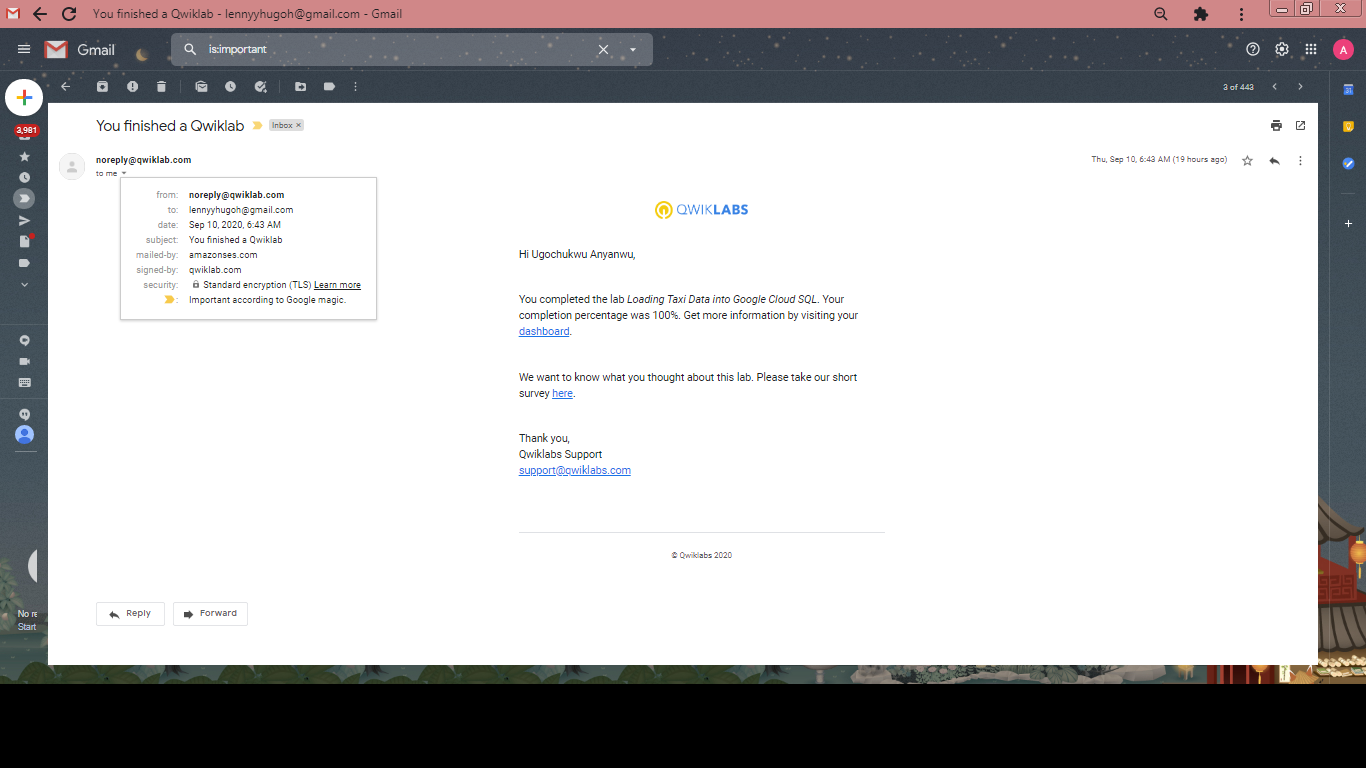 You finished a Qwiklab - lennyyhugoh@gmail.com - Gmail
Gmail
is:important
A
3 of 443
3,981
You finished a Qwiklab
Inbox ×
noreply@qwiklab.com
Thu, Sep 10, 6:43 AM (19 hours ago)
to me
from: noreply@qwiklab.com
to: lennyyhugoh@gmail.com
date: Sep 10, 2020, 6:43 AM
subject: You finished a Qwiklab
mailed-by: amazonses.com
signed-by: qwiklab.com
security: Standard encryption (TLS) Learn more
: Important according to Google magic.
QWIKLABS
Hi Ugochukwu Anyanwu,
You completed the lab Loading Taxi Data into Google Cloud SQL. Your
completion percentage was 100%. Get more information by visiting your
dashboard.
We want to know what you thought about this lab. Please take our short
survey here.
Thank you,
Qwiklabs Support
support@qwiklabs.com
© Qwiklabs 2020
Reply
Forward
No re
Start